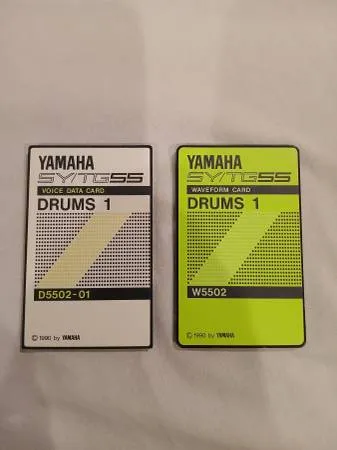 YAMAHA
SY/TG55
VOICE DATA CARD
DRUMS 1
D5502-01
© 1990 by YAMAHA
YAMAHA
SY/TG55
WAVEFORM CARD
DRUMS 1
W5502
© 1990 by YAMAHA